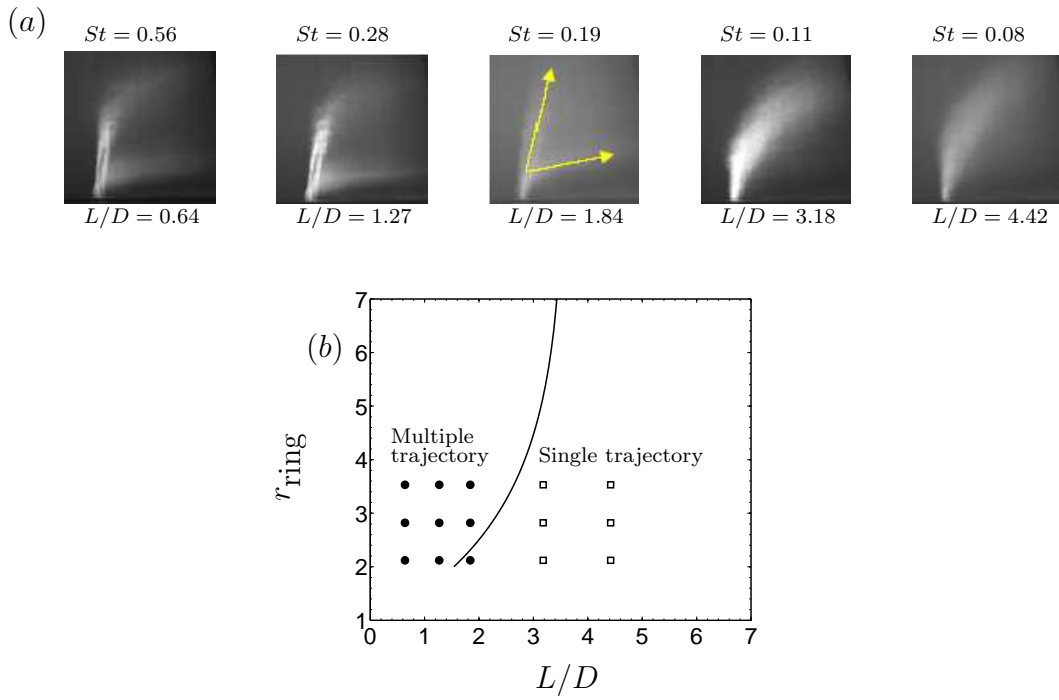 (a)
St = 0.56 St = 0.28 St = 0.19 St = 0.11 St = 0.08
L/D = 0.64 L/D = 1.27 L/D = 1.84 L/D = 3.18 L/D = 4.42
(b)
7
6
5
4
3
2
1
r_ring
Multiple
trajectory
Single trajectory
0 1 2 3 4 5 6 7
L/D